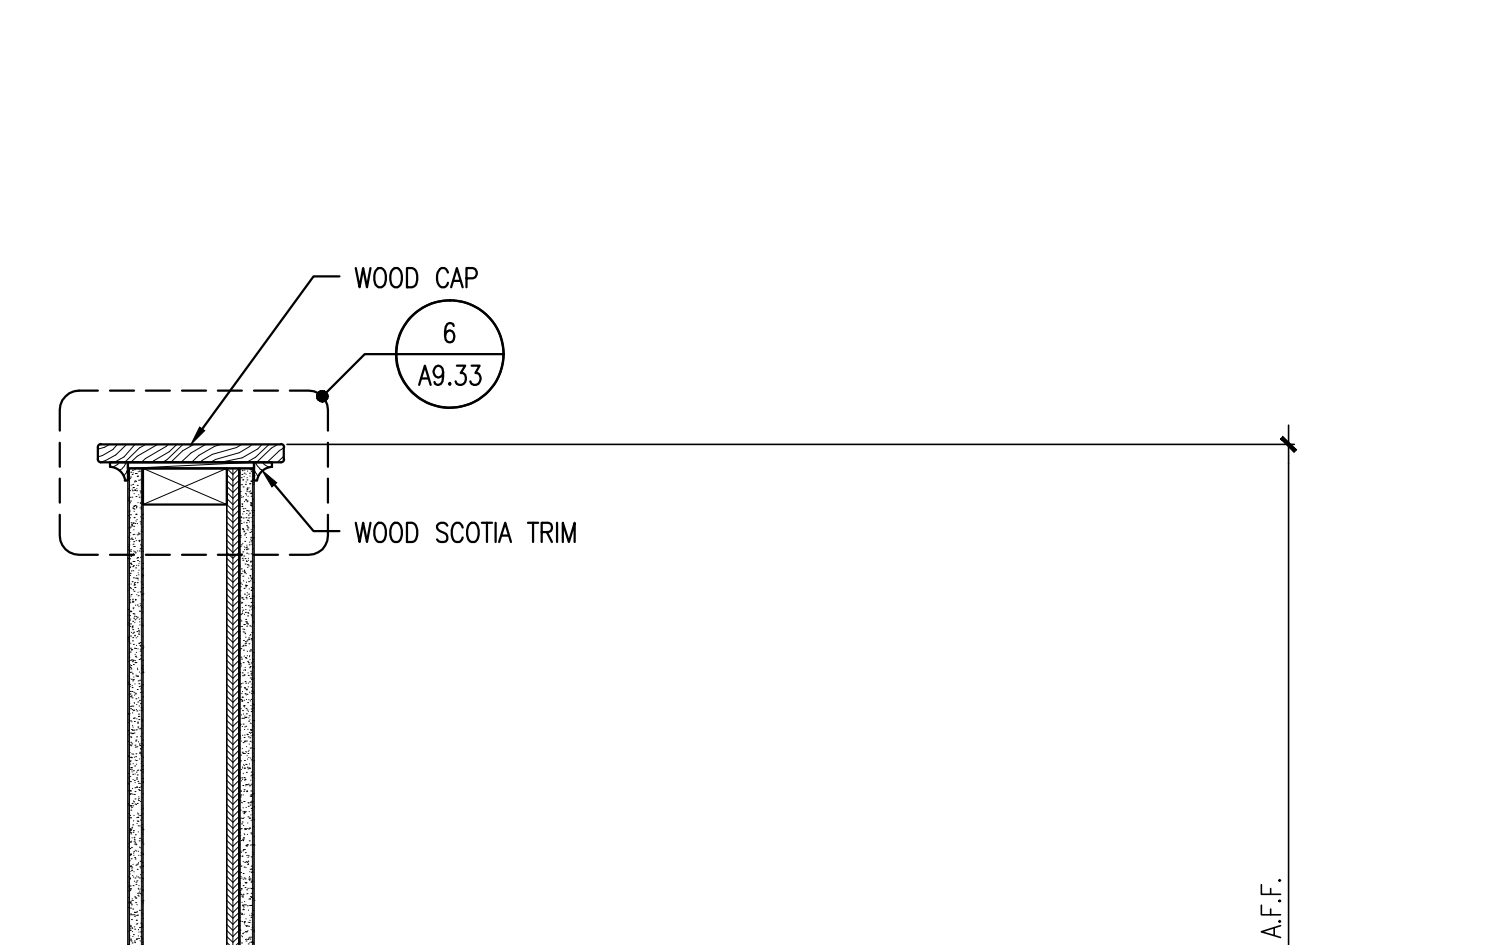 WOOD CAP
6
A9.33
WOOD SCOTIA TRIM
A.F.F.